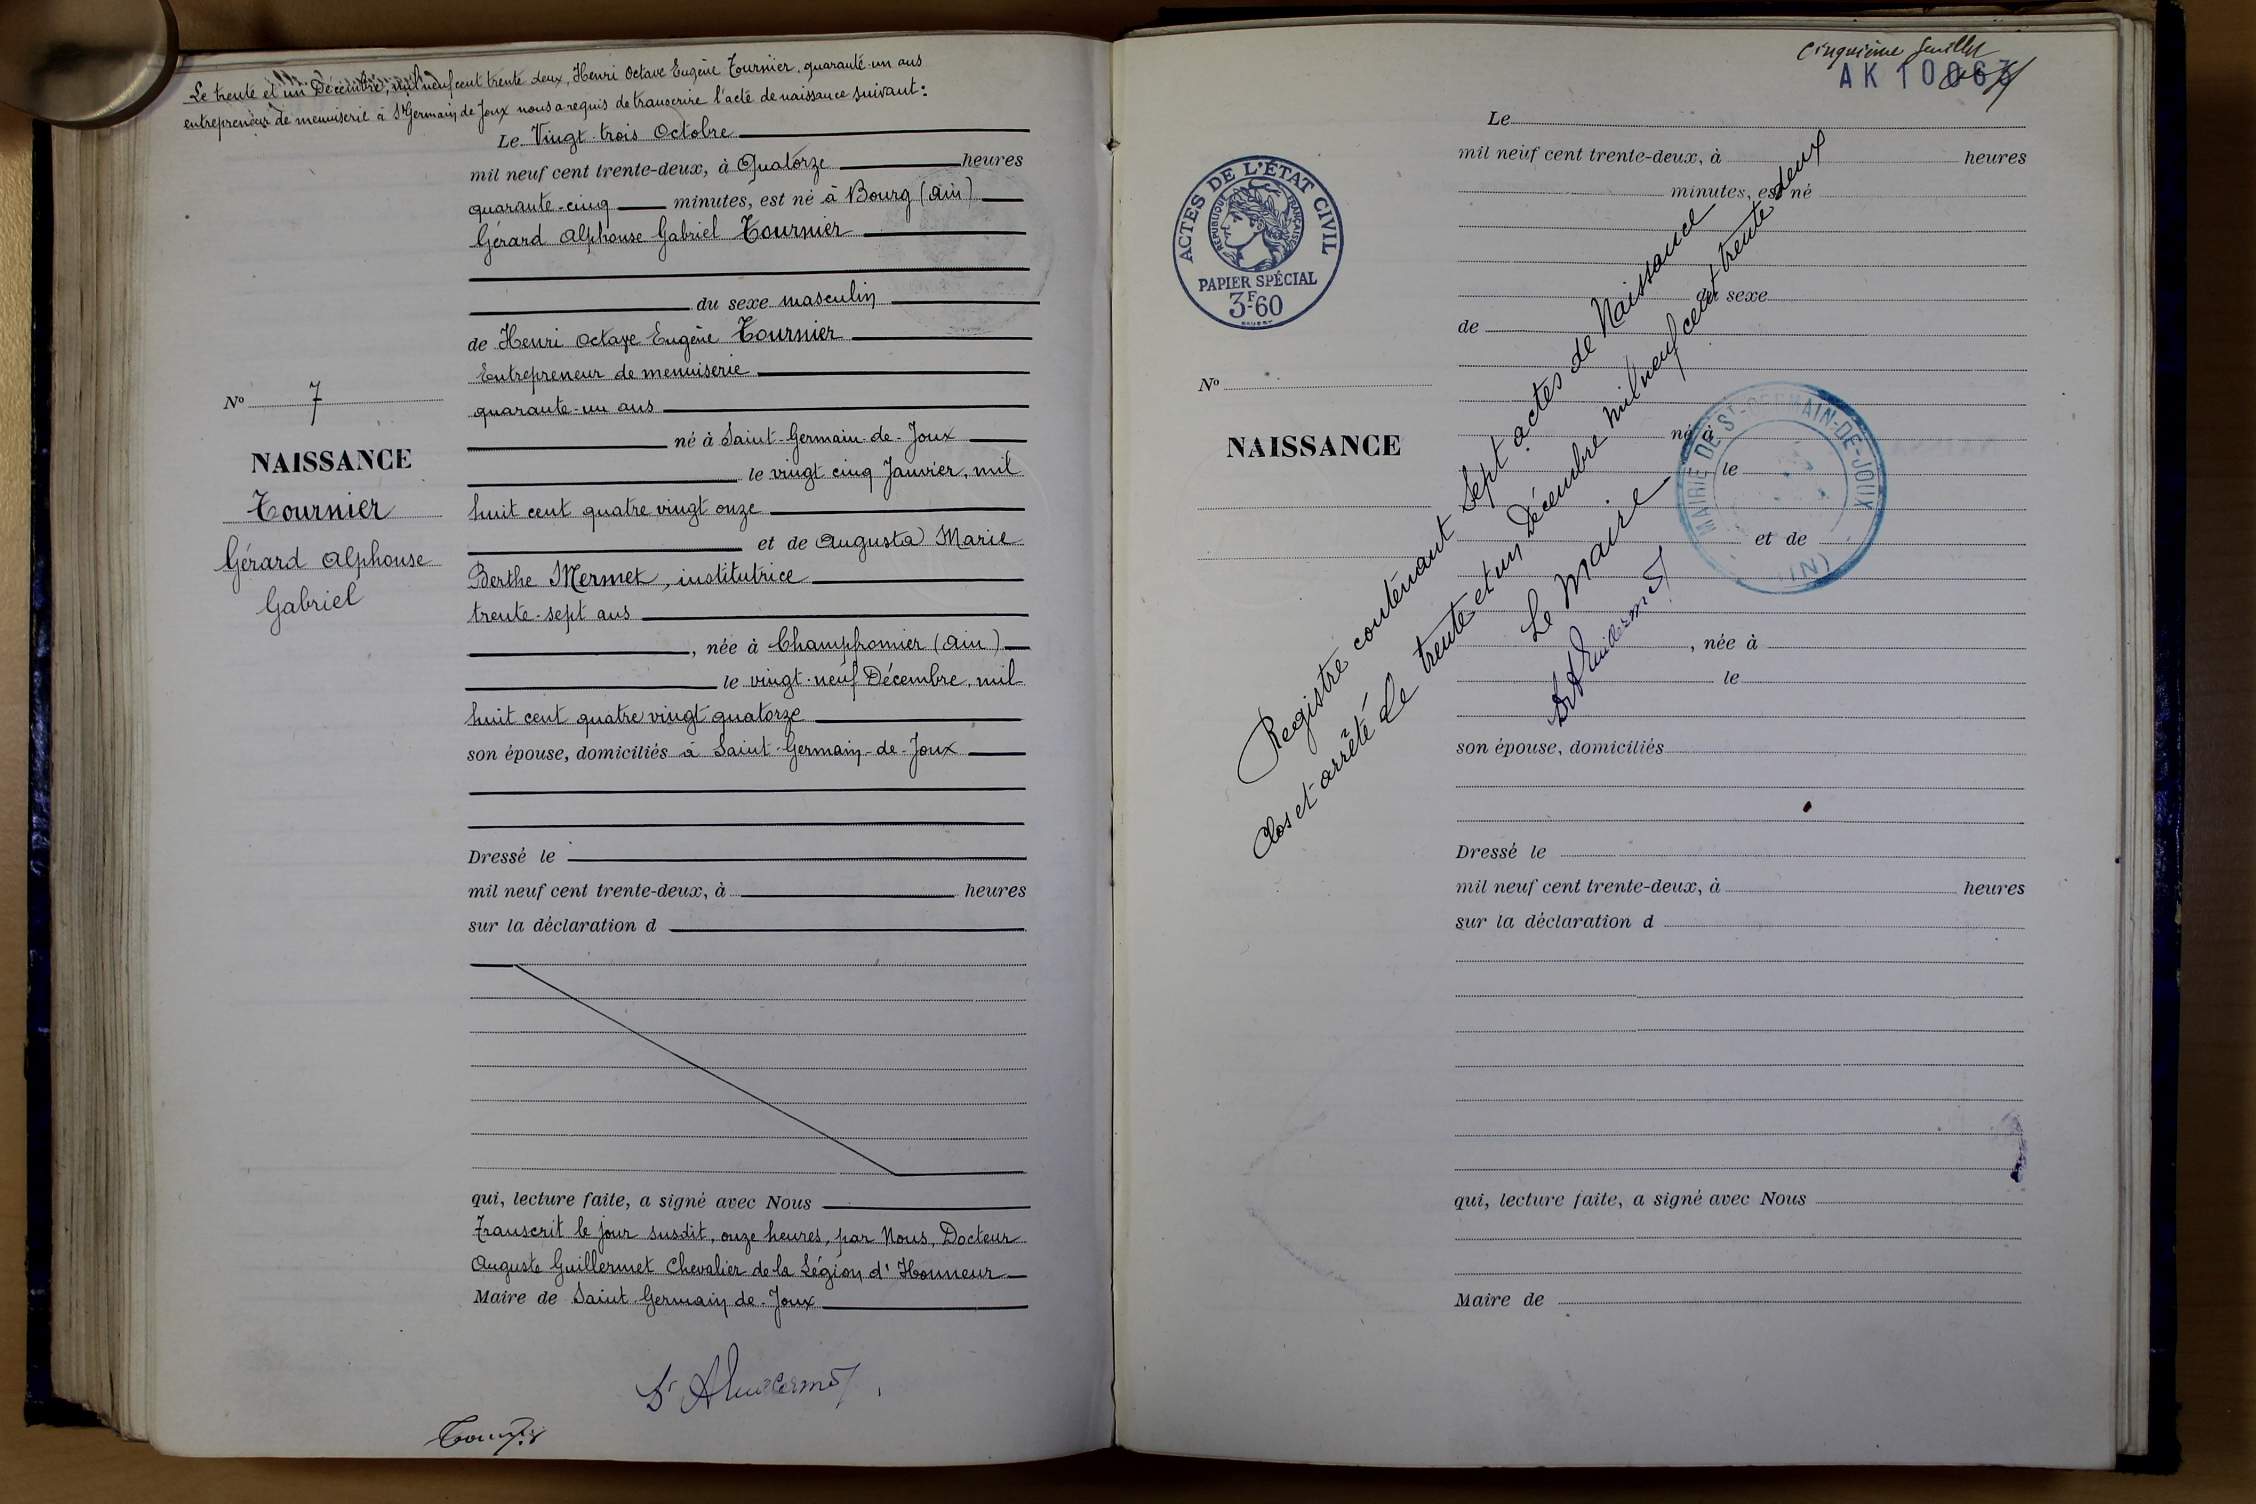 Le trente et un Décembre, mil neuf cent trente deux, Henri Octave Eugène Tournier, quarante-un ans
entrepreneur de menuiserie à St Germain de Joux nous a requis de transcrire l'acte de naissance suivant:
Le Vingt-trois Octobre
mil neuf cent trente-deux, à Quatorze heures
quarante-cinq minutes, est né à Bourg (Ain)
Gérard Alphonse Gabriel Tournier
du sexe masculin
de Henri Octave Eugène Tournier
Entrepreneur de menuiserie
quarante-un ans
né à Saint-Germain-de-Joux
le vingt cinq Janvier, mil
huit cent quatre vingt onze
et de Augusta Marie
Berthe Mermet, institutrice
trente-sept ans
, née à Champfromier (Ain)
le vingt-neuf Décembre, mil
huit cent quatre vingt quatorze
son épouse, domiciliés à Saint-Germain-de-Joux
Dressé le
mil neuf cent trente-deux, à heures
sur la déclaration d
qui, lecture faite, a signé avec Nous
Transcrit le jour susdit, onze heures, par Nous, Docteur
Auguste Guillermet Chevalier de la Légion d'Honneur
Maire de Saint-Germain-de-Joux
Dr A Guillermet
Tournier
No 7
NAISSANCE
Tournier
Gérard Alphonse
Gabriel
Cinquième feuillet
AK 10063
ACTES DE L'ÉTAT CIVIL
RÉPUBLIQUE FRANÇAISE
PAPIER SPÉCIAL
3F60
No
NAISSANCE
Le
mil neuf cent trente-deux, à heures
minutes, est né
du sexe
de
né à
le
et de
, née à
le
son épouse, domiciliés
Dressé le
mil neuf cent trente-deux, à heures
sur la déclaration d
qui, lecture faite, a signé avec Nous
Maire de
Registre contenant Sept actes de Naissance
Clos et arrêté le trente et un Décembre mil neuf cent trente deux
Le Maire
Dr A Guillermet
MAIRIE DE ST-GERMAIN-DE-JOUX
(AIN)